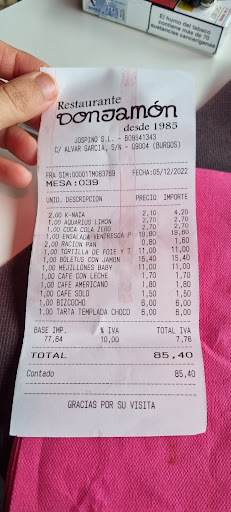 El humo del tabaco
contiene más de 70
sustancias cancerígenas
Restaurante
DONJAMÓN
desde 1985
JOSPINO S.L. - B09541343
C/ ALVAR GARCIA, S/N - 09004 (BURGOS)
FRA SIM:000011M063769 FECHA:05/12/2022
MESA:039
UNID. DESCRIPCION PRECIO IMPORTE
2,00 K-NAIA 2,10 4,20
1,00 AQUARIUS LIMON 2,70 2,70
1,00 COCA COLA ZERO 2,70 2,70
1,00 ENSALADA VENTRESCA P 19,80 19,80
2,00 RACION PAN 0,80 1,60
1,00 TORTILLA DE FOIE Y T 11,00 11,00
1,00 BOLETUS CON JAMON 15,40 15,40
1,00 MEJILLONES BABY 11,00 11,00
1,00 CAFE CON LECHE 1,70 1,70
1,00 CAFE AMERICANO 1,80 1,80
1,00 CAFE SOLO 1,50 1,50
1,00 BIZCOCHO 6,00 6,00
1,00 TARTA TEMPLADA CHOCO 6,00 6,00
BASE IMP. % IVA TOTAL IVA
77,64 10,00 7,76
TOTAL 85,40
Contado 85,40
GRACIAS POR SU VISITA